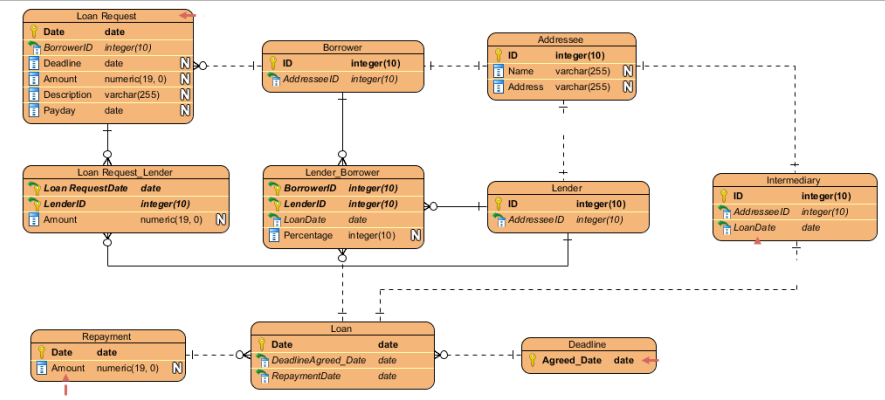 Loan Request
Date date
BorrowerID integer(10)
Deadline date N
Amount numeric(19, 0) N
Description varchar(255) N
Payday date N
Borrower
ID integer(10)
AddresseeID integer(10)
Addressee
ID integer(10)
Name varchar(255) N
Address varchar(255) N
Loan Request_Lender
Loan RequestDate date
LenderID integer(10)
Amount numeric(19, 0) N
Lender_Borrower
BorrowerID integer(10)
LenderID integer(10)
LoanDate date
Percentage integer(10) N
Lender
ID integer(10)
AddresseeID integer(10)
Intermediary
ID integer(10)
AddresseeID integer(10)
LoanDate date
Repayment
Date date
Amount numeric(19, 0) N
Loan
Date date
DeadlineAgreed_Date date
RepaymentDate date
Deadline
Agreed_Date date